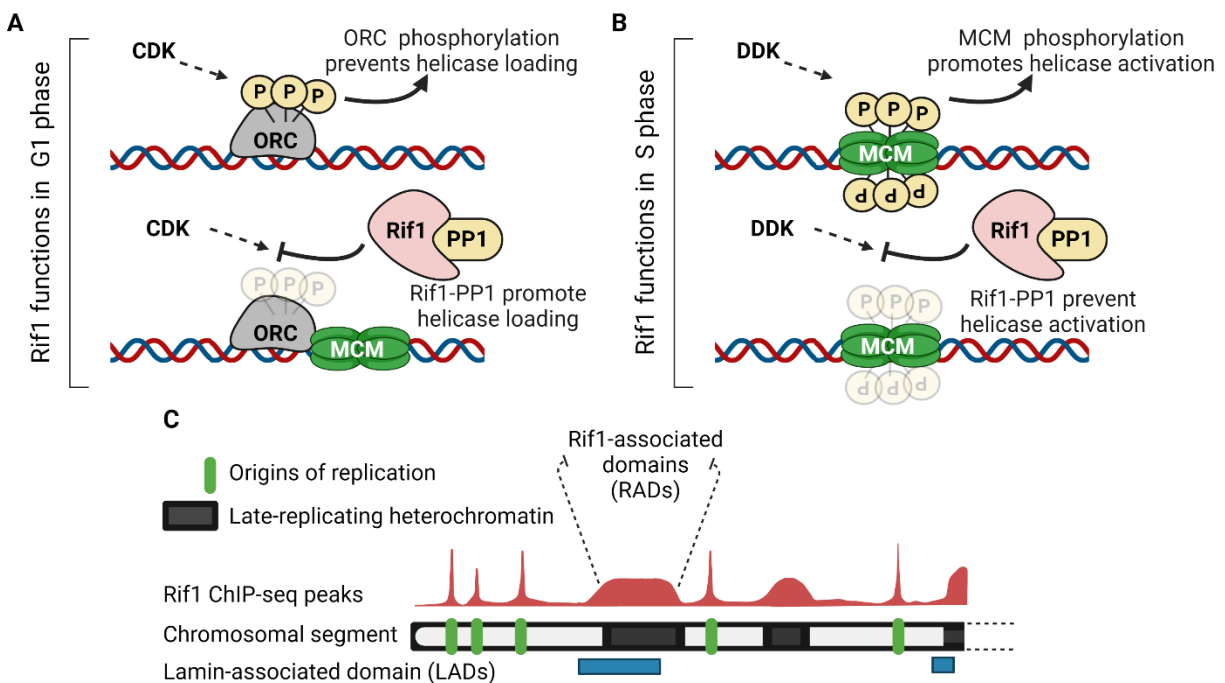 A
Rif1 functions in G1 phase
CDK
ORC phosphorylation
prevents helicase loading
P P P
ORC
CDK
Rif1
PP1
P P P
Rif1-PP1 promote
helicase loading
ORC
MCM
B
Rif1 functions in S phase
DDK
MCM phosphorylation
promotes helicase activation
P P P
MCM
P P P
DDK
Rif1
PP1
P P P
Rif1-PP1 prevent
helicase activation
MCM
P P P
C
Origins of replication
Late-replicating heterochromatin
Rif1-associated
domains
(RADs)
Rif1 ChIP-seq peaks
Chromosomal segment
Lamin-associated domain (LADs)